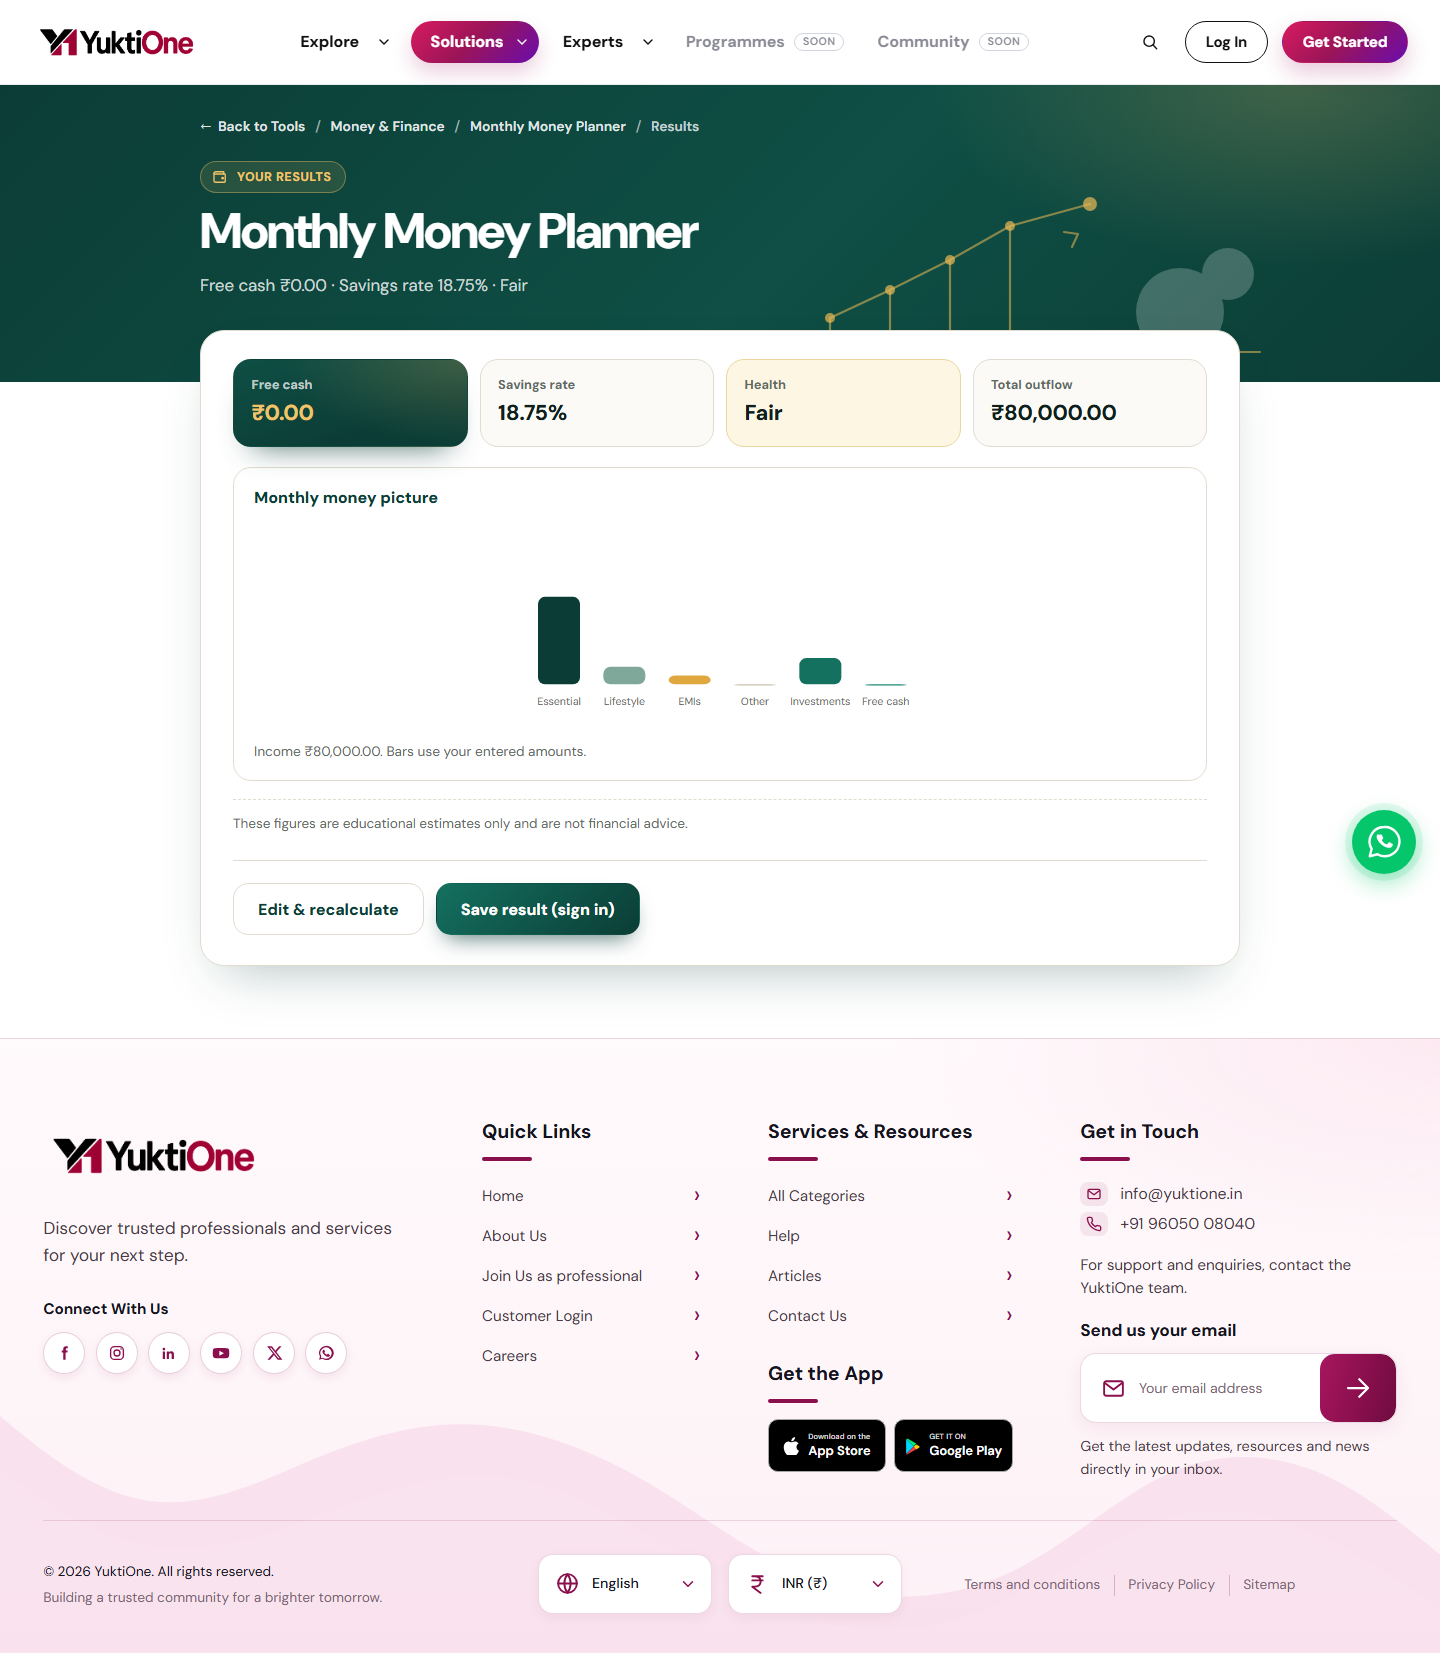 YuktiOne
Explore
Solutions
Experts
Programmes SOON
Community SOON
Log In
Get Started
← Back to Tools / Money & Finance / Monthly Money Planner / Results
YOUR RESULTS
Monthly Money Planner
Free cash ₹0.00 · Savings rate 18.75% · Fair
Free cash
₹0.00
Savings rate
18.75%
Health
Fair
Total outflow
₹80,000.00
Monthly money picture
Essential
Lifestyle
EMIs
Other
Investments
Free cash
Income ₹80,000.00. Bars use your entered amounts.
These figures are educational estimates only and are not financial advice.
Edit & recalculate
Save result (sign in)
YuktiOne
Discover trusted professionals and services
for your next step.
Connect With Us
Quick Links
Home
About Us
Join Us as professional
Customer Login
Careers
Services & Resources
All Categories
Help
Articles
Contact Us
Get the App
Download on the
App Store
GET IT ON
Google Play
Get in Touch
info@yuktione.in
+91 96050 08040
For support and enquiries, contact the
YuktiOne team.
Send us your email
Your email address
Get the latest updates, resources and news
directly in your inbox.
© 2026 YuktiOne. All rights reserved.
Building a trusted community for a brighter tomorrow.
English
INR (₹)
Terms and conditions
Privacy Policy
Sitemap